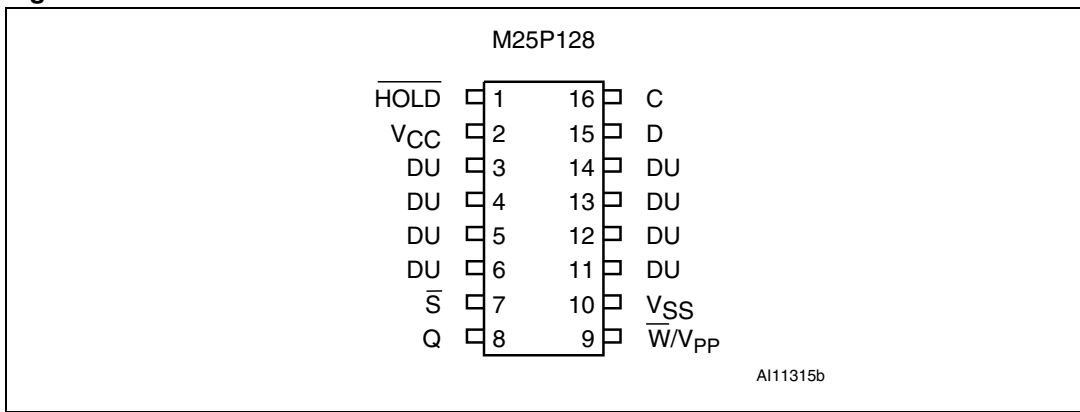 M25P128
HOLD 1 16 C
VCC 2 15 D
DU 3 14 DU
DU 4 13 DU
DU 5 12 DU
DU 6 11 DU
S 7 10 VSS
Q 8 9 W/VPP
AI11315b